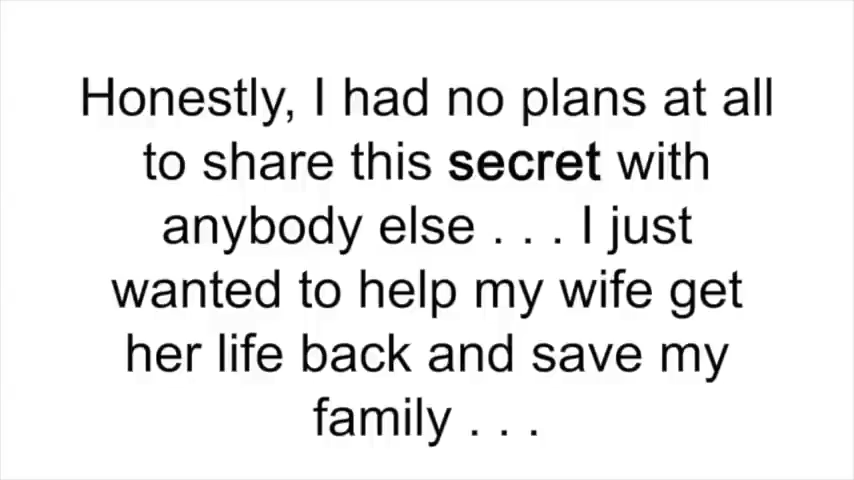 Honestly, I had no plans at all
to share this secret with
anybody else . . . I just
wanted to help my wife get
her life back and save my
family . . .